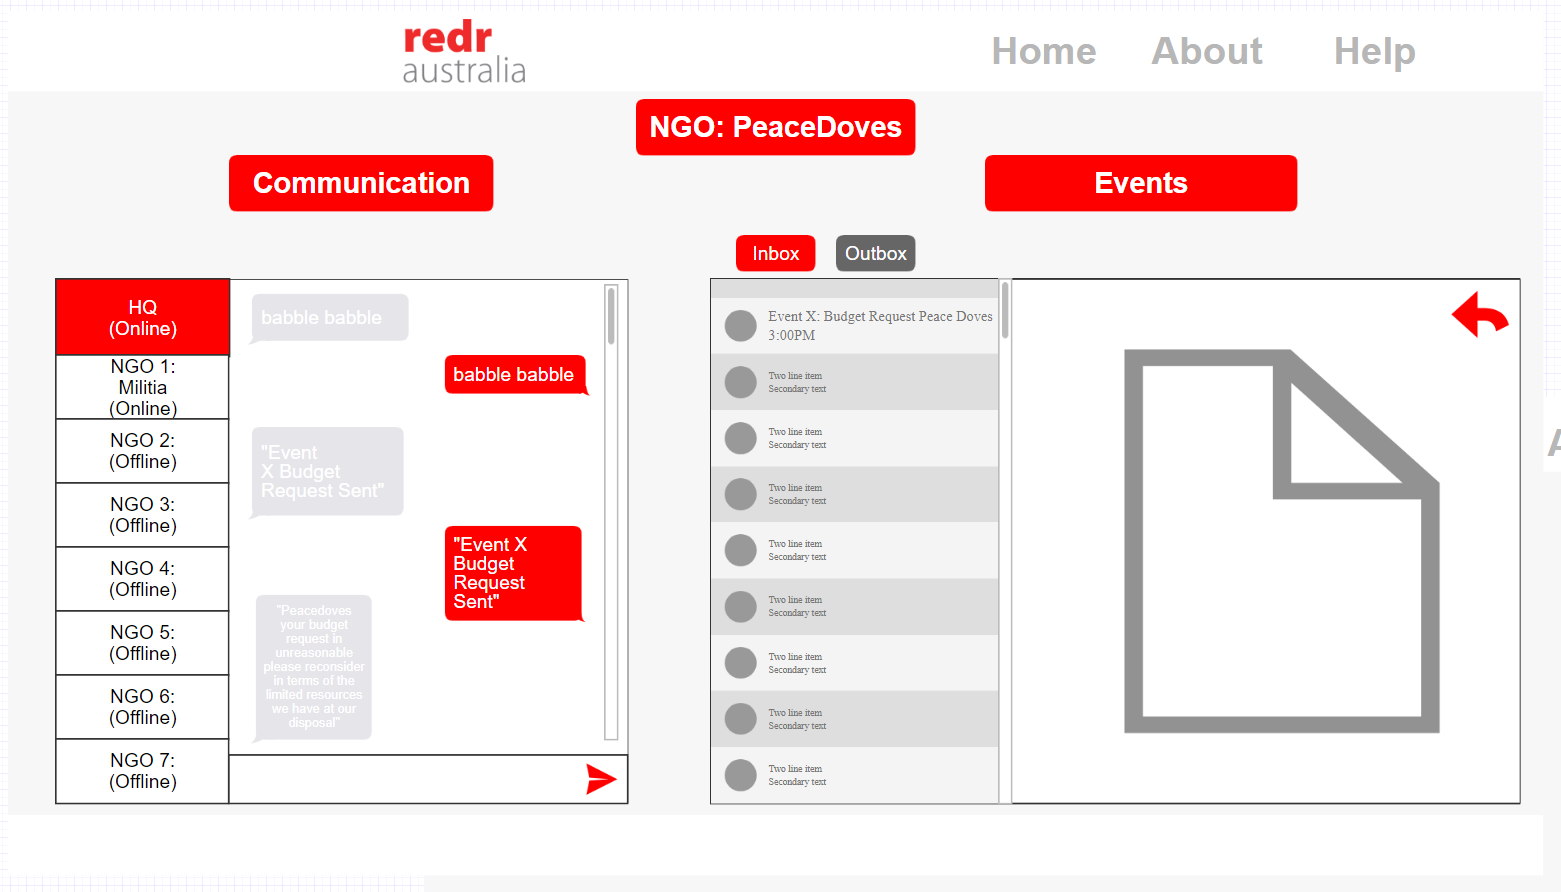 redr
australia
Home
About
Help
NGO: PeaceDoves
Communication
Events
Inbox
Outbox
HQ
(Online)
NGO 1:
Militia
(Online)
NGO 2:
(Offline)
NGO 3:
(Offline)
NGO 4:
(Offline)
NGO 5:
(Offline)
NGO 6:
(Offline)
NGO 7:
(Offline)
babble babble
babble babble
"Event
X Budget
Request Sent"
"Event X
Budget
Request
Sent"
"Peacedoves
your budget
request in
unreasonable
please reconsider
in terms of the
limited resources
we have at our
disposal"
Event X: Budget Request Peace Doves
3:00PM
Two line item
Secondary text
Two line item
Secondary text
Two line item
Secondary text
Two line item
Secondary text
Two line item
Secondary text
Two line item
Secondary text
Two line item
Secondary text
Two line item
Secondary text